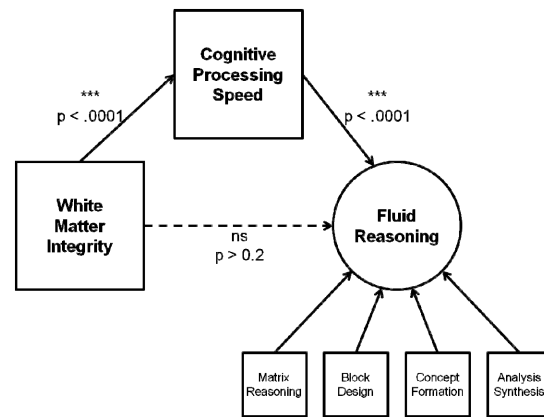 Cognitive
Processing
Speed
***
p < .0001
***
p < .0001
White
Matter
Integrity
ns
p > 0.2
Fluid
Reasoning
Matrix
Reasoning
Block
Design
Concept
Formation
Analysis
Synthesis